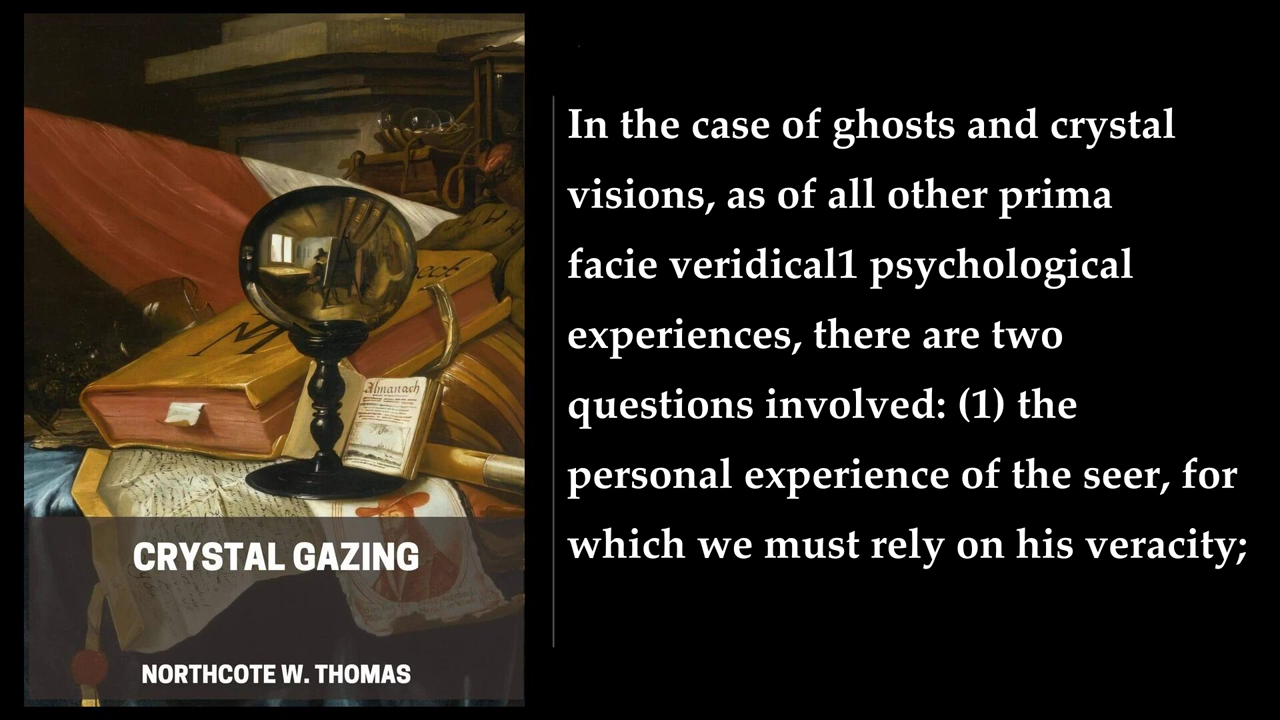 In the case of ghosts and crystal
visions, as of all other prima
facie veridical1 psychological
experiences, there are two
questions involved: (1) the
personal experience of the seer, for
which we must rely on his veracity;
Almanach
M
CRYSTAL GAZING
NORTHCOTE W. THOMAS